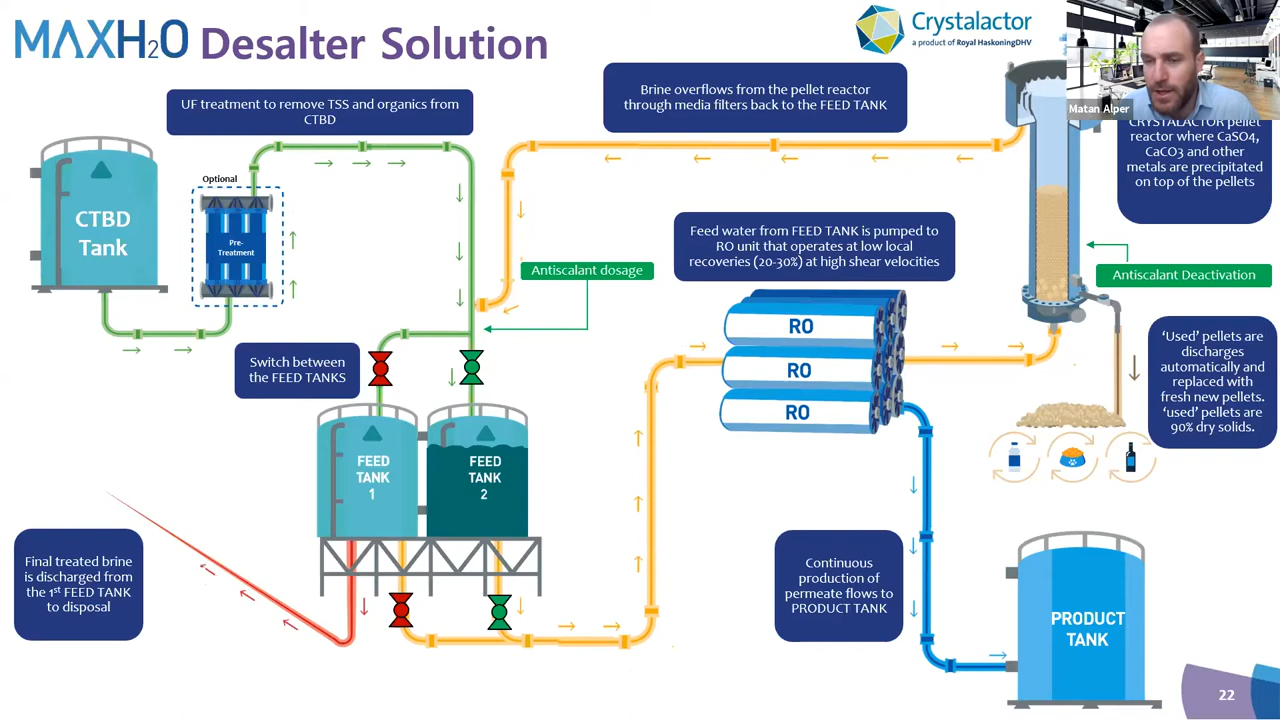 MAXH2O Desalter Solution
Crystalactor
a product of Royal HaskoningDHV
Matan Alper
UF treatment to remove TSS and organics from
CTBD
Brine overflows from the pellet reactor
through media filters back to the FEED TANK
CRYSTALACTOR pellet
reactor where CaSO4,
CaCO3 and other
metals are precipitated
on top of the pellets
Optional
CTBD
Tank
Pre-
Treatment
Feed water from FEED TANK is pumped to
RO unit that operates at low local
recoveries (20-30%) at high shear velocities
Antiscalant dosage
Antiscalant Deactivation
RO
RO
RO
Switch between
the FEED TANKS
'Used' pellets are
discharges
automatically and
replaced with
fresh new pellets.
'used' pellets are
90% dry solids.
FEED
TANK
1
FEED
TANK
2
Final treated brine
is discharged from
the 1st FEED TANK
to disposal
Continuous
production of
permeate flows to
PRODUCT TANK
PRODUCT
TANK
22